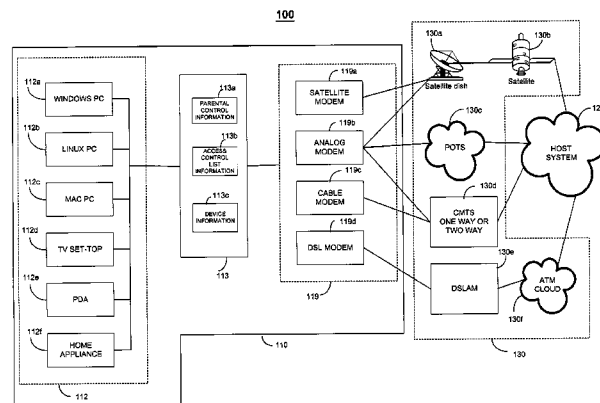 100
112a
WINDOWS PC
112b
LINUX PC
112c
MAC PC
112d
TV SET-TOP
112e
PDA
112f
HOME
APPLIANCE
112
113a
PARENTAL
CONTROL
INFORMATION
113b
ACCESS
CONTROL
LIST
INFORMATION
113c
DEVICE
INFORMATION
113
119a
SATELLITE
MODEM
119b
ANALOG
MODEM
119c
CABLE
MODEM
119d
DSL MODEM
119
110
130a
Satellite dish
130b
Satellite
130c
POTS
130d
CMTS
ONE WAY OR
TWO WAY
130e
DSLAM
12
HOST
SYSTEM
ATM
CLOUD
130f
130